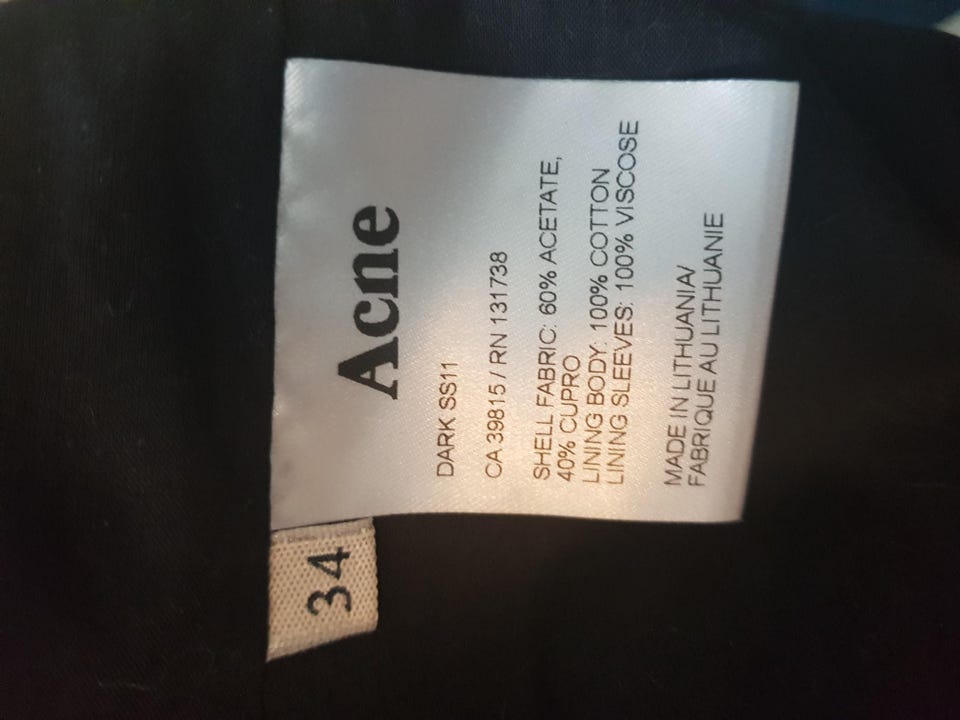 Acne
DARK SS11
CA 39815 / RN 131738
SHELL FABRIC: 60% ACETATE,
40% CUPRO
LINING BODY: 100% COTTON
LINING SLEEVES: 100% VISCOSE
MADE IN LITHUANIA/
FABRIQUE AU LITHUANIE
34